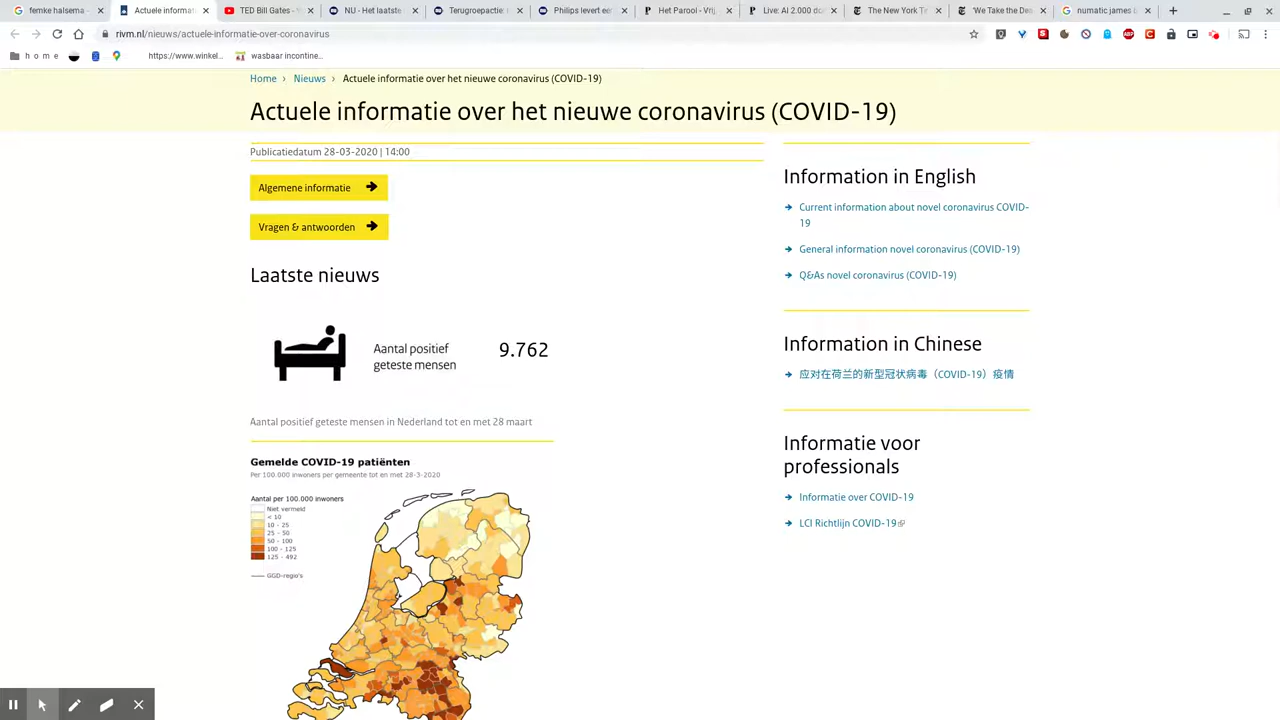 femke halsema -
Actuele informati
TED Bill Gates -
NU - Het laatste
Terugroepactie:
Philips levert eer
Het Parool - Vrij,
Live: Al 2.000 do
The New York Ti
'We Take the De
numatic james b
rivm.nl/nieuws/actuele-informatie-over-coronavirus
h o m e
https://www.winkel...
wasbaar incontine...
Home › Nieuws › Actuele informatie over het nieuwe coronavirus (COVID-19)
Actuele informatie over het nieuwe coronavirus (COVID-19)
Publicatiedatum 28-03-2020 | 14:00
Algemene informatie
Vragen & antwoorden
Laatste nieuws
Aantal positief
geteste mensen
9.762
Aantal positief geteste mensen in Nederland tot en met 28 maart
Gemelde COVID-19 patiënten
Per 100.000 inwoners per gemeente tot en met 28-3-2020
Aantal per 100.000 inwoners
Niet vermeld
< 10
10 - 25
25 - 50
50 - 100
100 - 125
125 - 492
GGD-regio's
Information in English
Current information about novel coronavirus COVID-
19
General information novel coronavirus (COVID-19)
Q&As novel coronavirus (COVID-19)
Information in Chinese
应对在荷兰的新型冠状病毒（COVID-19）疫情
Informatie voor
professionals
Informatie over COVID-19
LCI Richtlijn COVID-19